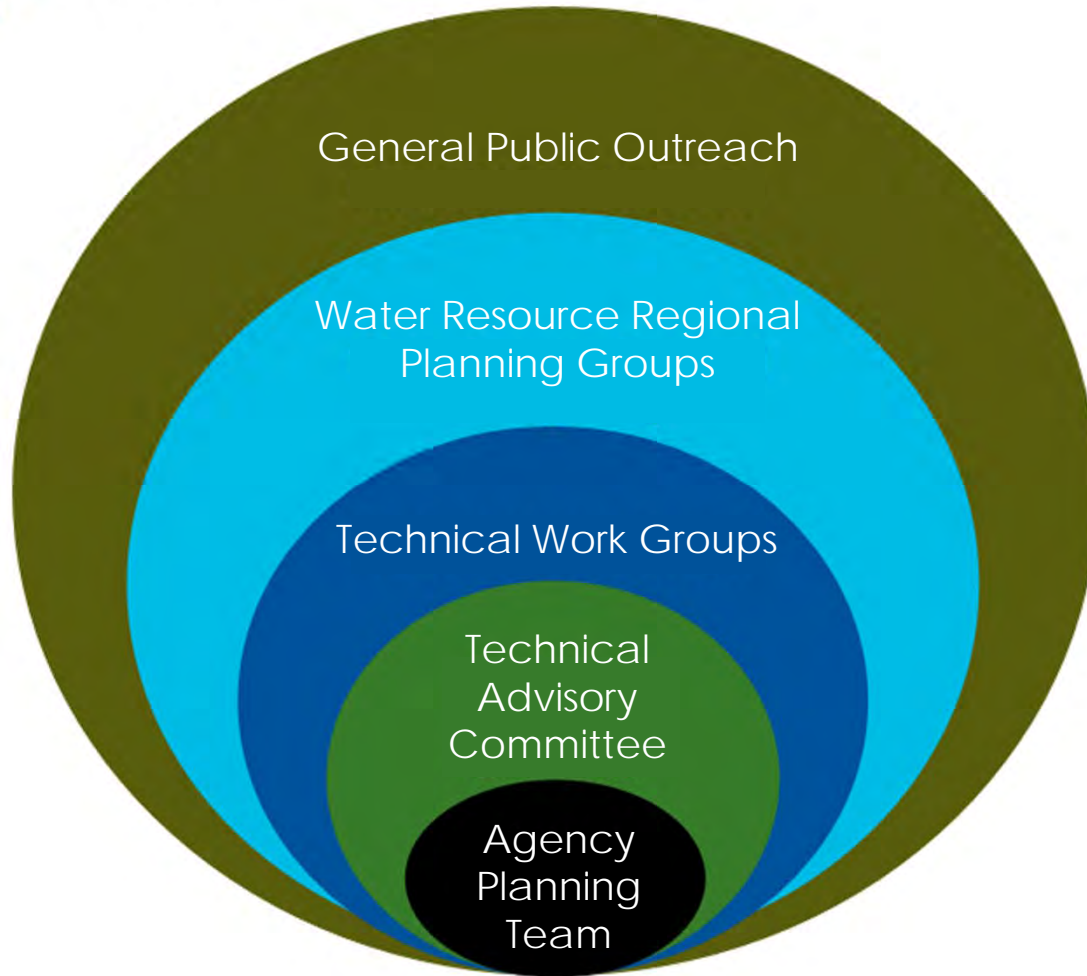 General Public Outreach
Water Resource Regional
Planning Groups
Technical Work Groups
Technical
Advisory
Committee
Agency
Planning
Team